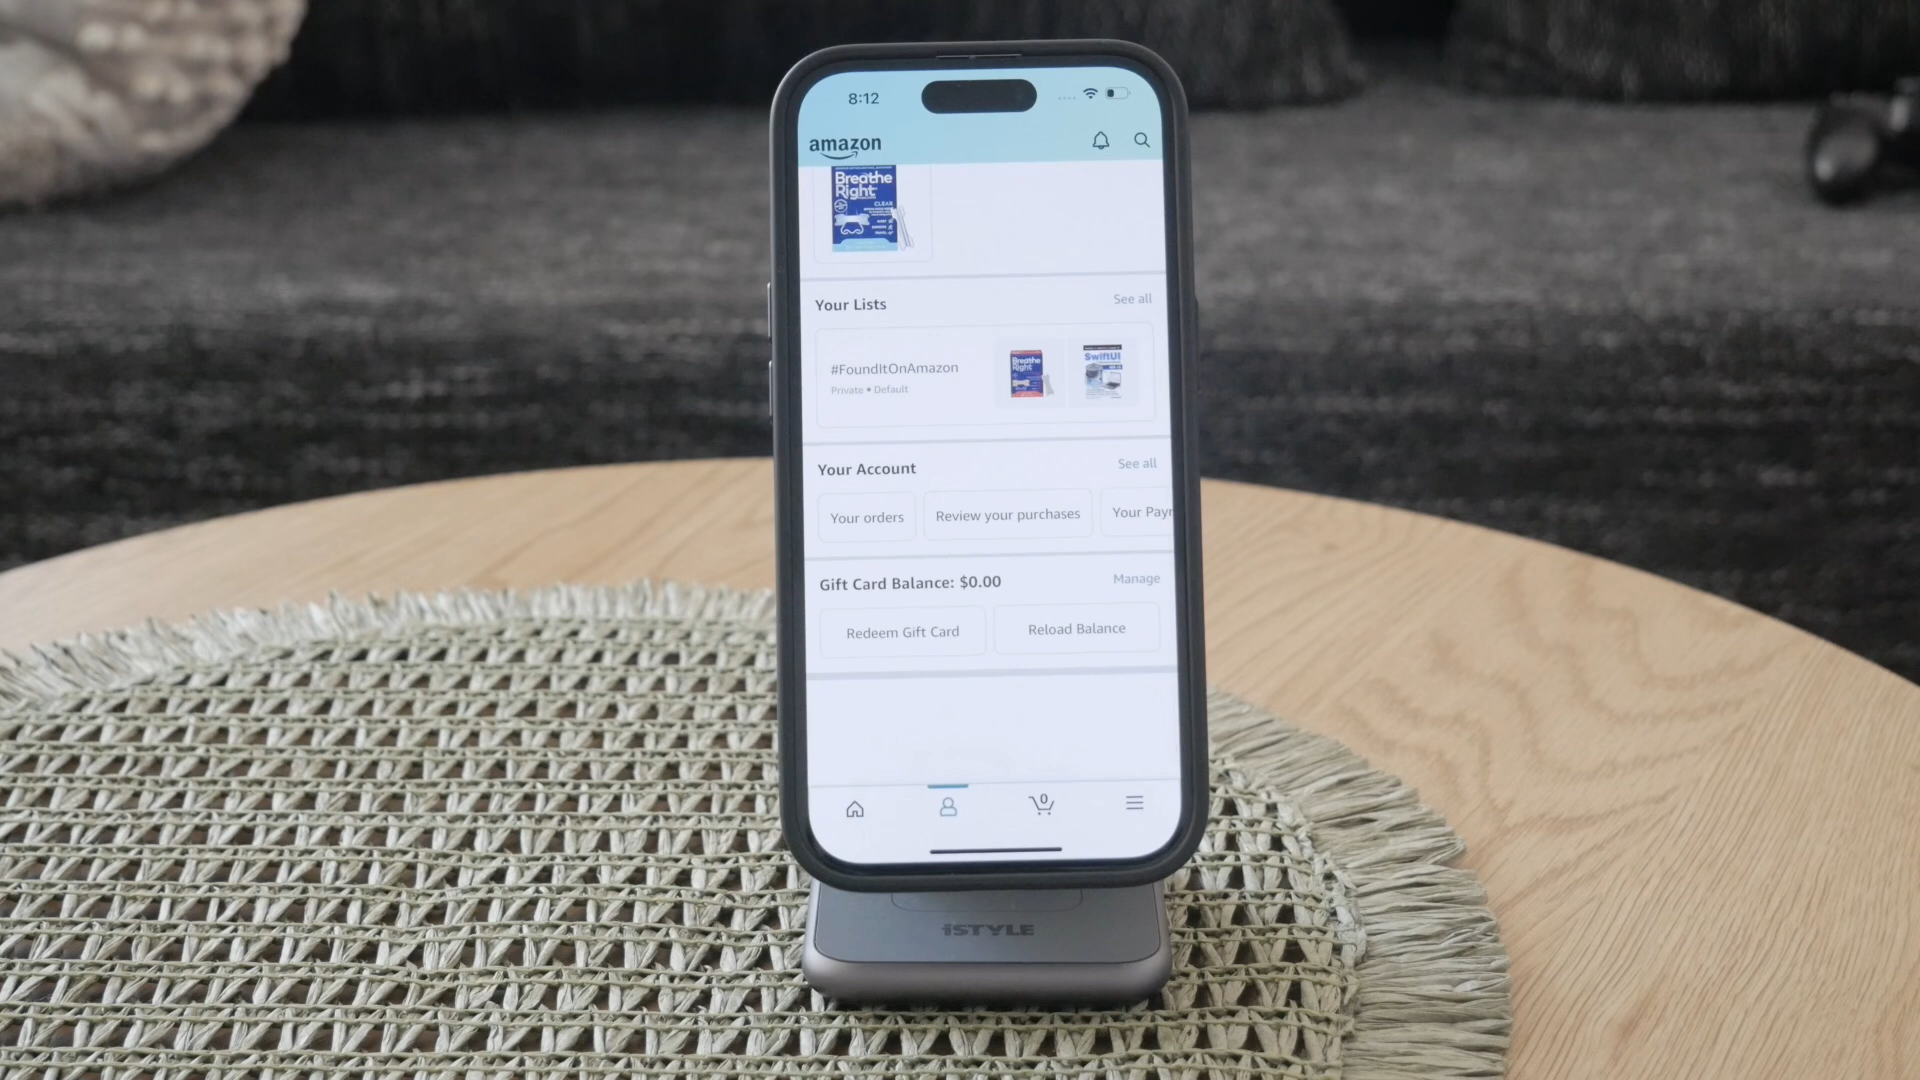 8:12
amazon
Breathe
Right
CLEAR
Your Lists
See all
#FoundItOnAmazon
Private • Default
Breathe
Right
SwiftUI
Your Account
See all
Your orders
Review your purchases
Your Payr
Gift Card Balance: $0.00
Manage
Redeem Gift Card
Reload Balance
0
iSTYLE